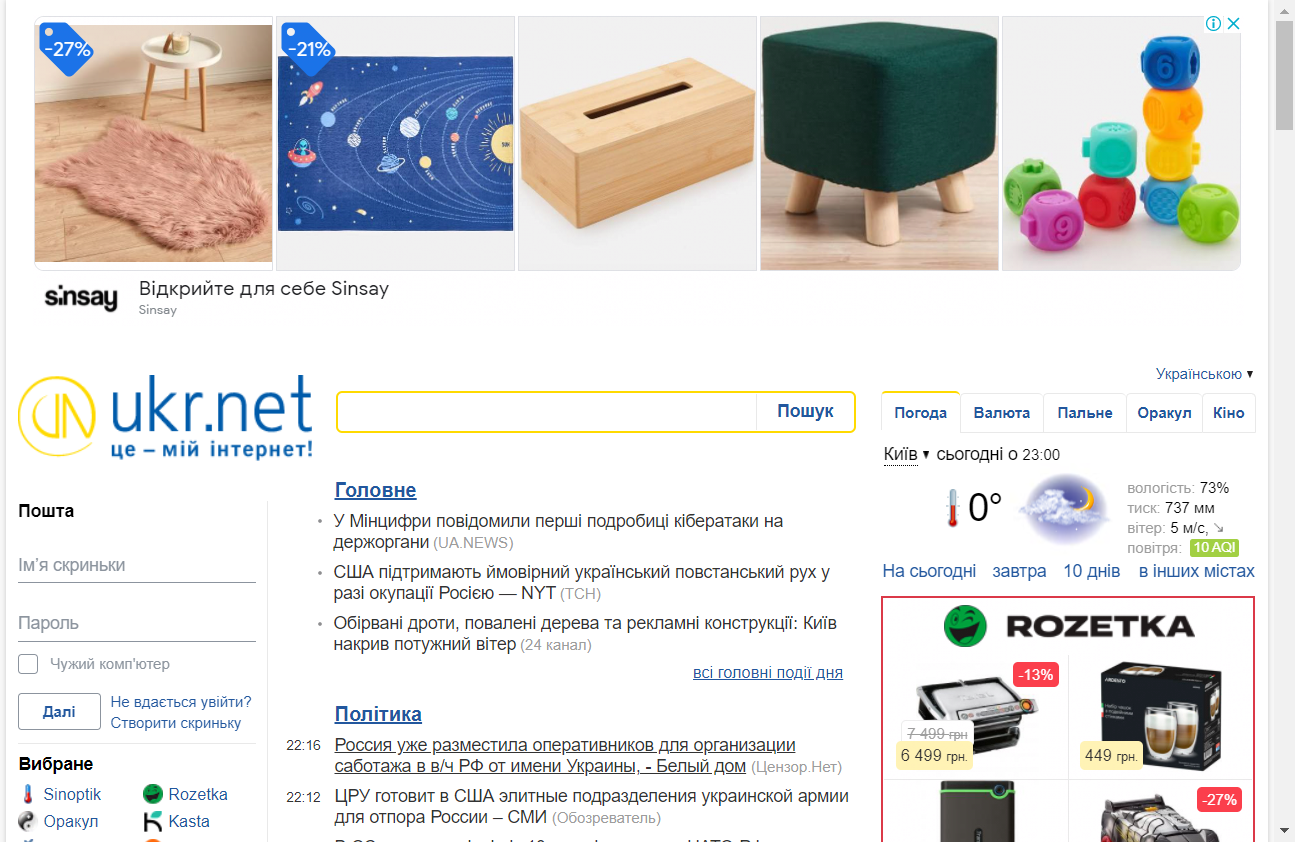 -27%
-21%
SUN
6
9
sinsay
Відкрийте для себе Sinsay
Sinsay
Українською ▾
ukr.net
це – мій інтернет!
Пошук
Погода
Валюта
Пальне
Оракул
Кіно
Київ ▾ сьогодні о 23:00
0°
вологість: 73%
тиск: 737 мм
вітер: 5 м/с, ↘
повітря: 10 AQI
На сьогодні завтра 10 днів в інших містах
Пошта
Ім'я скриньки
Пароль
Чужий комп'ютер
Далі
Не вдається увійти?
Створити скриньку
Вибране
Sinoptik
Rozetka
Оракул
Kasta
Головне
У Мінцифри повідомили перші подробиці кібератаки на
держоргани (UA.NEWS)
США підтримають ймовірний український повстанський рух у
разі окупації Росією — NYT (ТСН)
Обірвані дроти, повалені дерева та рекламні конструкції: Київ
накрив потужний вітер (24 канал)
всі головні події дня
Політика
22:16 Россия уже разместила оперативников для организации
саботажа в в/ч РФ от имени Украины, - Белый дом (Цензор.Нет)
22:12 ЦРУ готовит в США элитные подразделения украинской армии
для отпора России – СМИ (Обозреватель)
ROZETKA
-13%
7 499 грн
6 499 грн.
ARDESTO
449 грн.
-27%